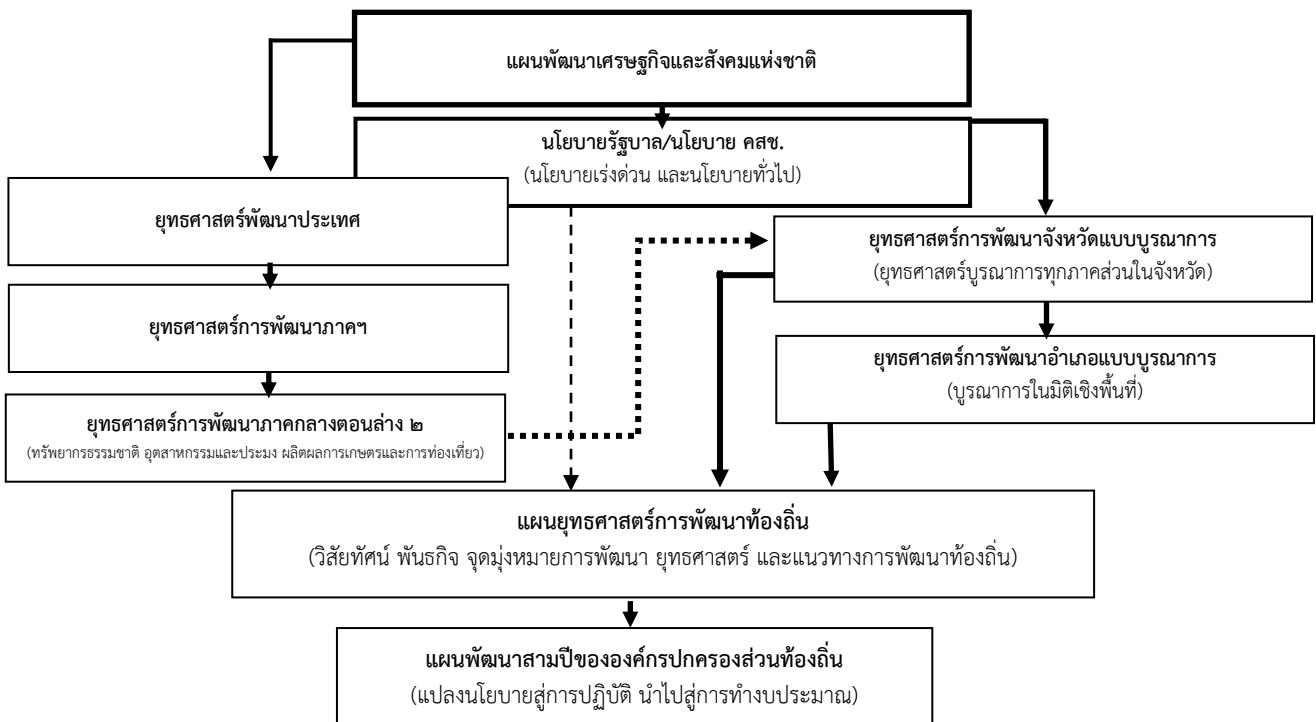 แผนพัฒนาเศรษฐกิจและสังคมแห่งชาติ
นโยบายรัฐบาล/นโยบาย คสช.
(นโยบายเร่งด่วน และนโยบายทั่วไป)
ยุทธศาสตร์พัฒนาประเทศ
ยุทธศาสตร์การพัฒนาจังหวัดแบบบูรณาการ
(ยุทธศาสตร์บูรณาการทุกภาคส่วนในจังหวัด)
ยุทธศาสตร์การพัฒนาภาคฯ
ยุทธศาสตร์การพัฒนาอำเภอแบบบูรณาการ
(บูรณาการในมิติเชิงพื้นที่)
ยุทธศาสตร์การพัฒนาภาคกลางตอนล่าง ๒
(ทรัพยากรธรรมชาติ อุตสาหกรรมและประมง ผลิตผลการเกษตรและการท่องเที่ยว)
แผนยุทธศาสตร์การพัฒนาท้องถิ่น
(วิสัยทัศน์ พันธกิจ จุดมุ่งหมายการพัฒนา ยุทธศาสตร์ และแนวทางการพัฒนาท้องถิ่น)
แผนพัฒนาสามปีขององค์กรปกครองส่วนท้องถิ่น
(แปลงนโยบายสู่การปฏิบัติ นำไปสู่การทำงบประมาณ)